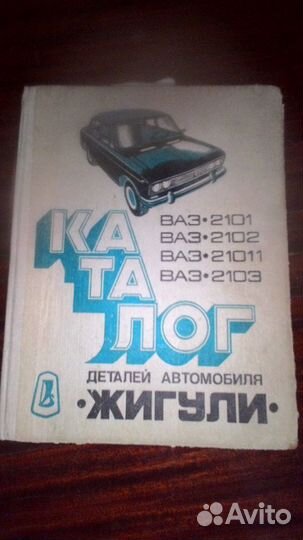 ВАЗ·2101
ВАЗ·2102
ВАЗ·21011
ВАЗ·2103
КА
ТА
ЛОГ
ДЕТАЛЕЙ АВТОМОБИЛЯ
·ЖИГУЛИ·
Avito